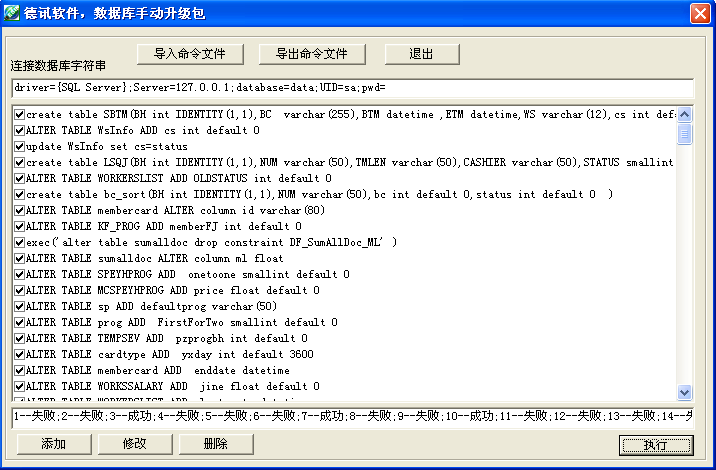 德讯软件，数据库手动升级包
导入命令文件 导出命令文件 退出
连接数据库字符串
driver={SQL Server};Server=127.0.0.1;database=data;UID=sa;pwd=
create table SBTM(BH int IDENTITY(1,1),BC  varchar(255),BTM datetime ,ETM datetime,WS varchar(12),cs int defa
ALTER TABLE WsInfo ADD cs int default 0
update WsInfo set cs=status
create table LSQJ(BH int IDENTITY(1,1),NUM varchar(50),TMLEN varchar(50),CASHIER varchar(50),STATUS smallint
ALTER TABLE WORKERSLIST ADD OLDSTATUS int default 0
create table bc_sort(BH int IDENTITY(1,1),NUM varchar(50),bc int default 0,status int default 0  )
ALTER TABLE membercard ALTER column id varchar(80)
ALTER TABLE KF_PROG ADD memberFJ int default 0
exec('alter table sumalldoc drop constraint DF_SumAllDoc_ML' )
ALTER TABLE sumalldoc ALTER column ml float
ALTER TABLE SPEYHPROG ADD  onetoone smallint default 0
ALTER TABLE MCSPEYHPROG ADD price float default 0
ALTER TABLE sp ADD defaultprog varchar(50)
ALTER TABLE prog ADD  FirstForTwo smallint default 0
ALTER TABLE TEMPSEV ADD  pzprogbh int default 0
ALTER TABLE cardtype ADD  yxday int default 3600
ALTER TABLE membercard ADD  enddate datetime
ALTER TABLE WORKSSALARY ADD  jine float default 0
1--失败;2--失败;3--成功;4--失败;5--失败;6--失败;7--成功;8--失败;9--失败;10--成功;11--失败;12--失败;13--失败;14--失
添加 修改 删除 执行